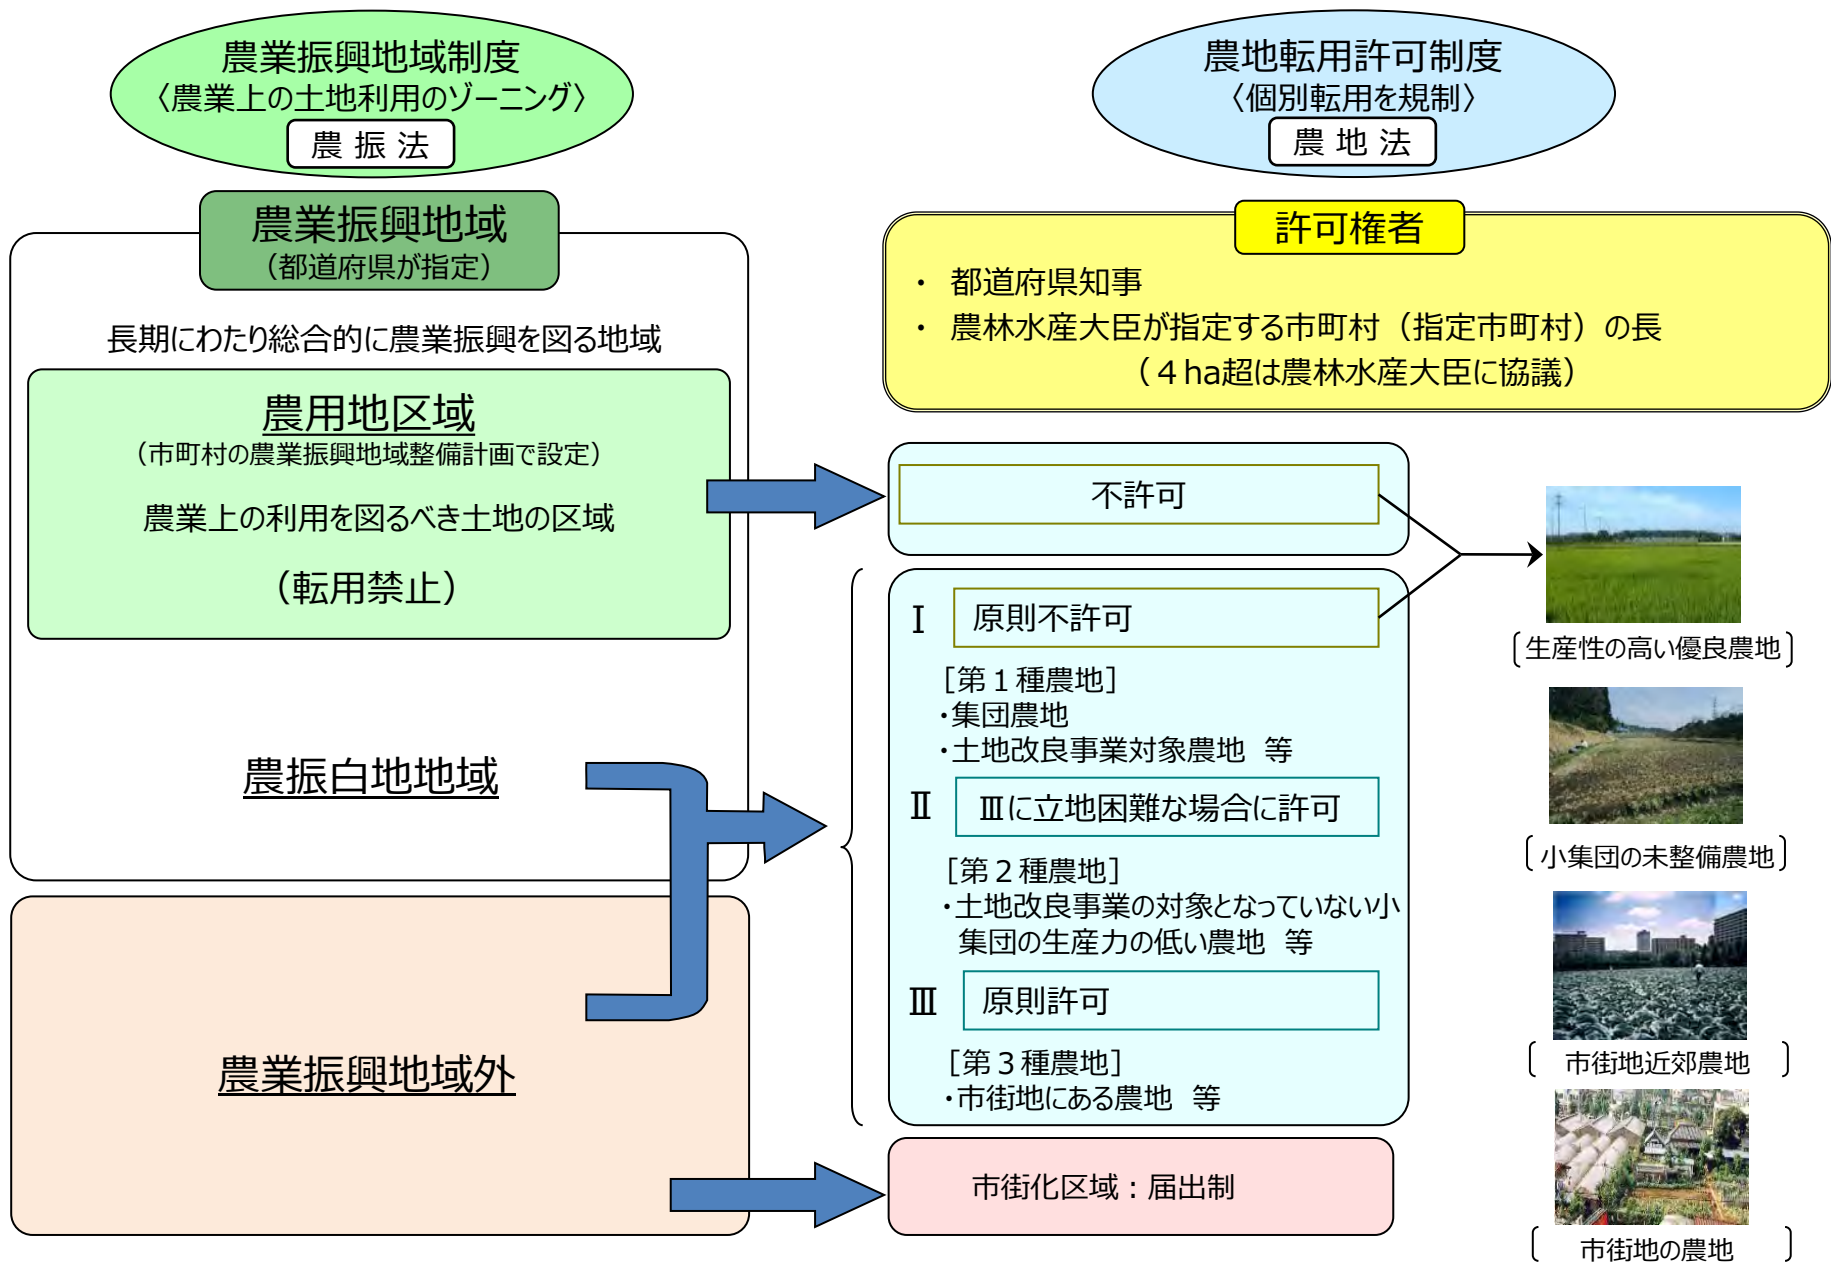 農業振興地域制度
〈農業上の土地利用のゾーニング〉
農 振 法
農業振興地域
（都道府県が指定）
長期にわたり総合的に農業振興を図る地域
農用地区域
（市町村の農業振興地域整備計画で設定）
農業上の利用を図るべき土地の区域
（転用禁止）
農振白地地域
農業振興地域外
農地転用許可制度
〈個別転用を規制〉
農 地 法
許可権者
・ 都道府県知事
・ 農林水産大臣が指定する市町村（指定市町村）の長
（４ha超は農林水産大臣に協議）
不許可
Ⅰ 原則不許可
［第１種農地］
・集団農地
・土地改良事業対象農地 等
Ⅱ Ⅲに立地困難な場合に許可
［第２種農地］
・土地改良事業の対象となっていない小
集団の生産力の低い農地 等
Ⅲ 原則許可
［第３種農地］
・市街地にある農地 等
市街化区域：届出制
〔生産性の高い優良農地〕
〔小集団の未整備農地〕
〔 市街地近郊農地 〕
〔 市街地の農地 〕